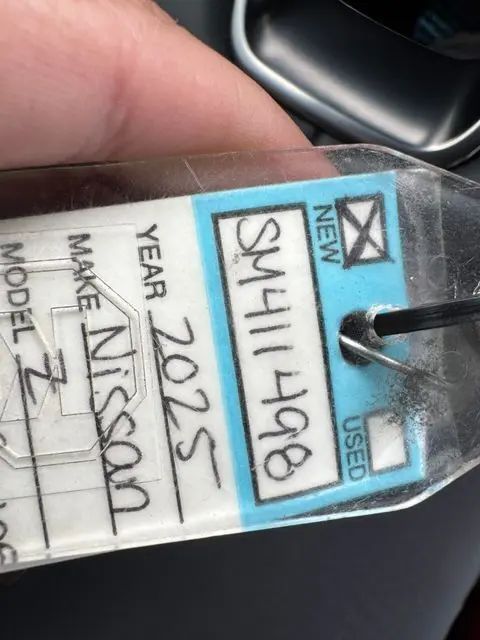 NEW USED
SM411498
YEAR 2025
MAKE Nissan
MODEL Z